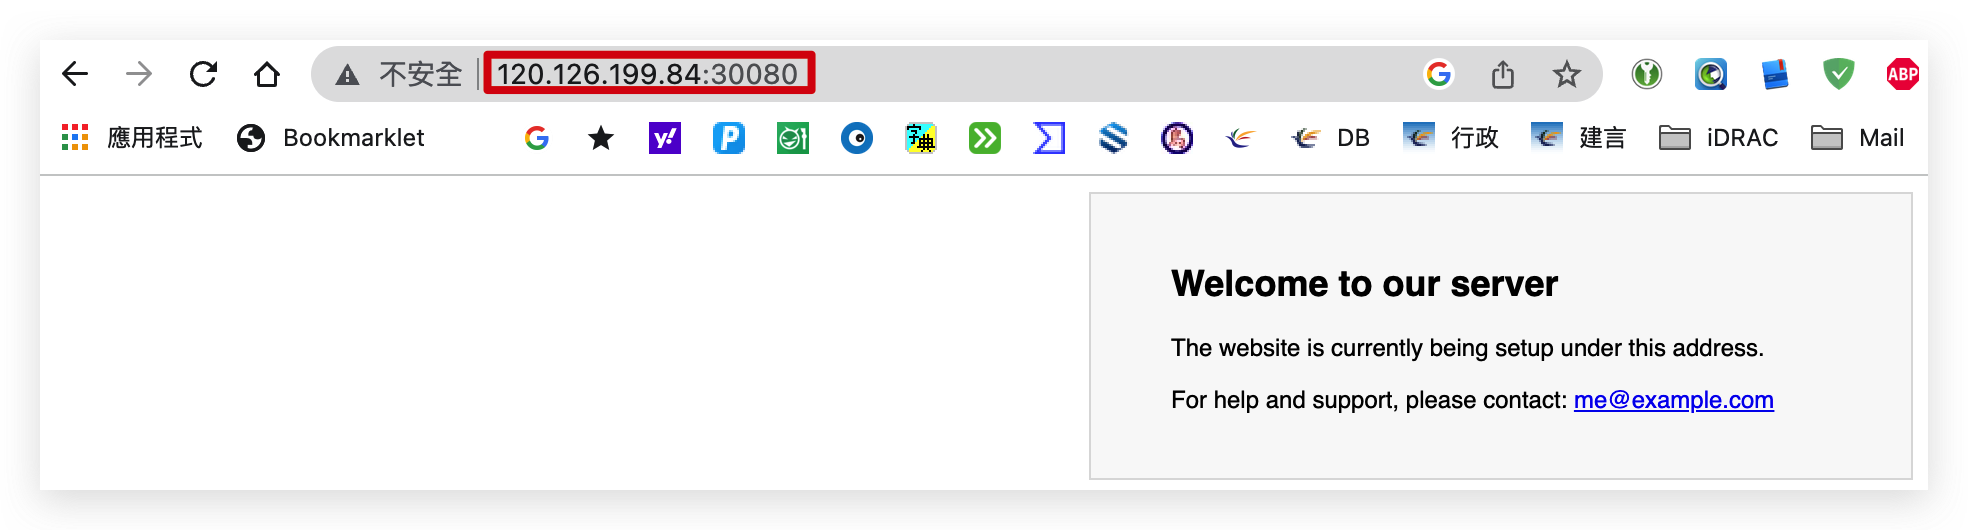 不安全 120.126.199.84:30080 ABP
應用程式 Bookmarklet 字典 DB 行政 建言 iDRAC Mail
Welcome to our server
The website is currently being setup under this address.
For help and support, please contact: me@example.com